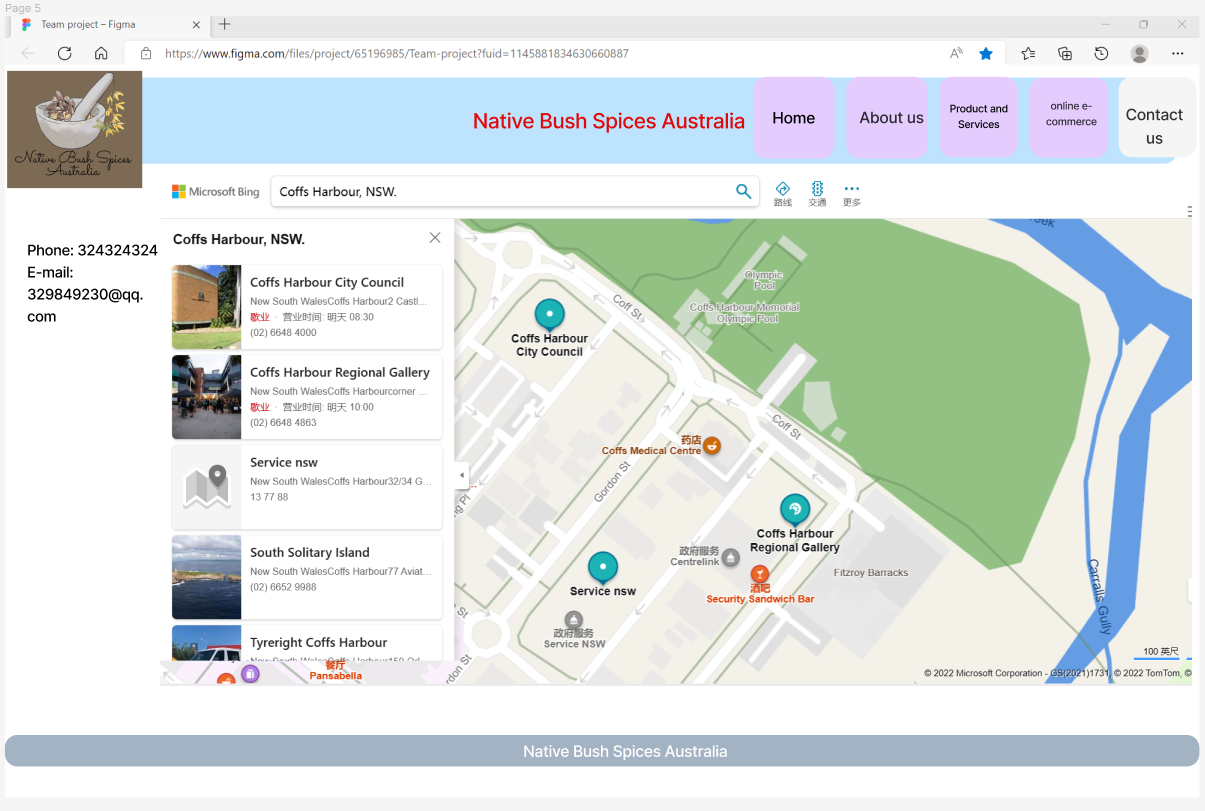 Page 5
Team project – Figma
https://www.figma.com/files/project/65196985/Team-project?fuid=1145881834630660887
Native Bush Spices
Australia
Native Bush Spices Australia
Home
About us
Product and
Services
online e-
commerce
Contact
us
Microsoft Bing
Coffs Harbour, NSW.
路线
交通
更多
Phone: 324324324
E-mail:
329849230@qq.
com
Coffs Harbour, NSW.
Coffs Harbour City Council
New South WalesCoffs Harbour2 Castl...
歇业 · 营业时间: 明天 08:30
(02) 6648 4000
Coffs Harbour Regional Gallery
New South WalesCoffs Harbourcorner ...
歇业 · 营业时间: 明天 10:00
(02) 6648 4863
Service nsw
New South WalesCoffs Harbour32/34 G...
13 77 88
South Solitary Island
New South WalesCoffs Harbour77 Aviat...
(02) 6652 9988
Tyreright Coffs Harbour
New South WalesCoffs Harbour159 Orl...
餐厅
Pansabella
eek
Olympic
Pool
Coffs Harbour Memorial
Olympic Pool
Coff St
Coffs Harbour
City Council
Coff St
药店
Coffs Medical Centre
Gordon St
ng Pl
Coffs Harbour
Regional Gallery
政府服务
Centrelink
Fitzroy Barracks
酒吧
Security Sandwich Bar
Service nsw
政府服务
Service NSW
St
rdon St
Carralls Gully
100 英尺
© 2022 Microsoft Corporation - GS(2021)1731, © 2022 TomTom, ©
Native Bush Spices Australia